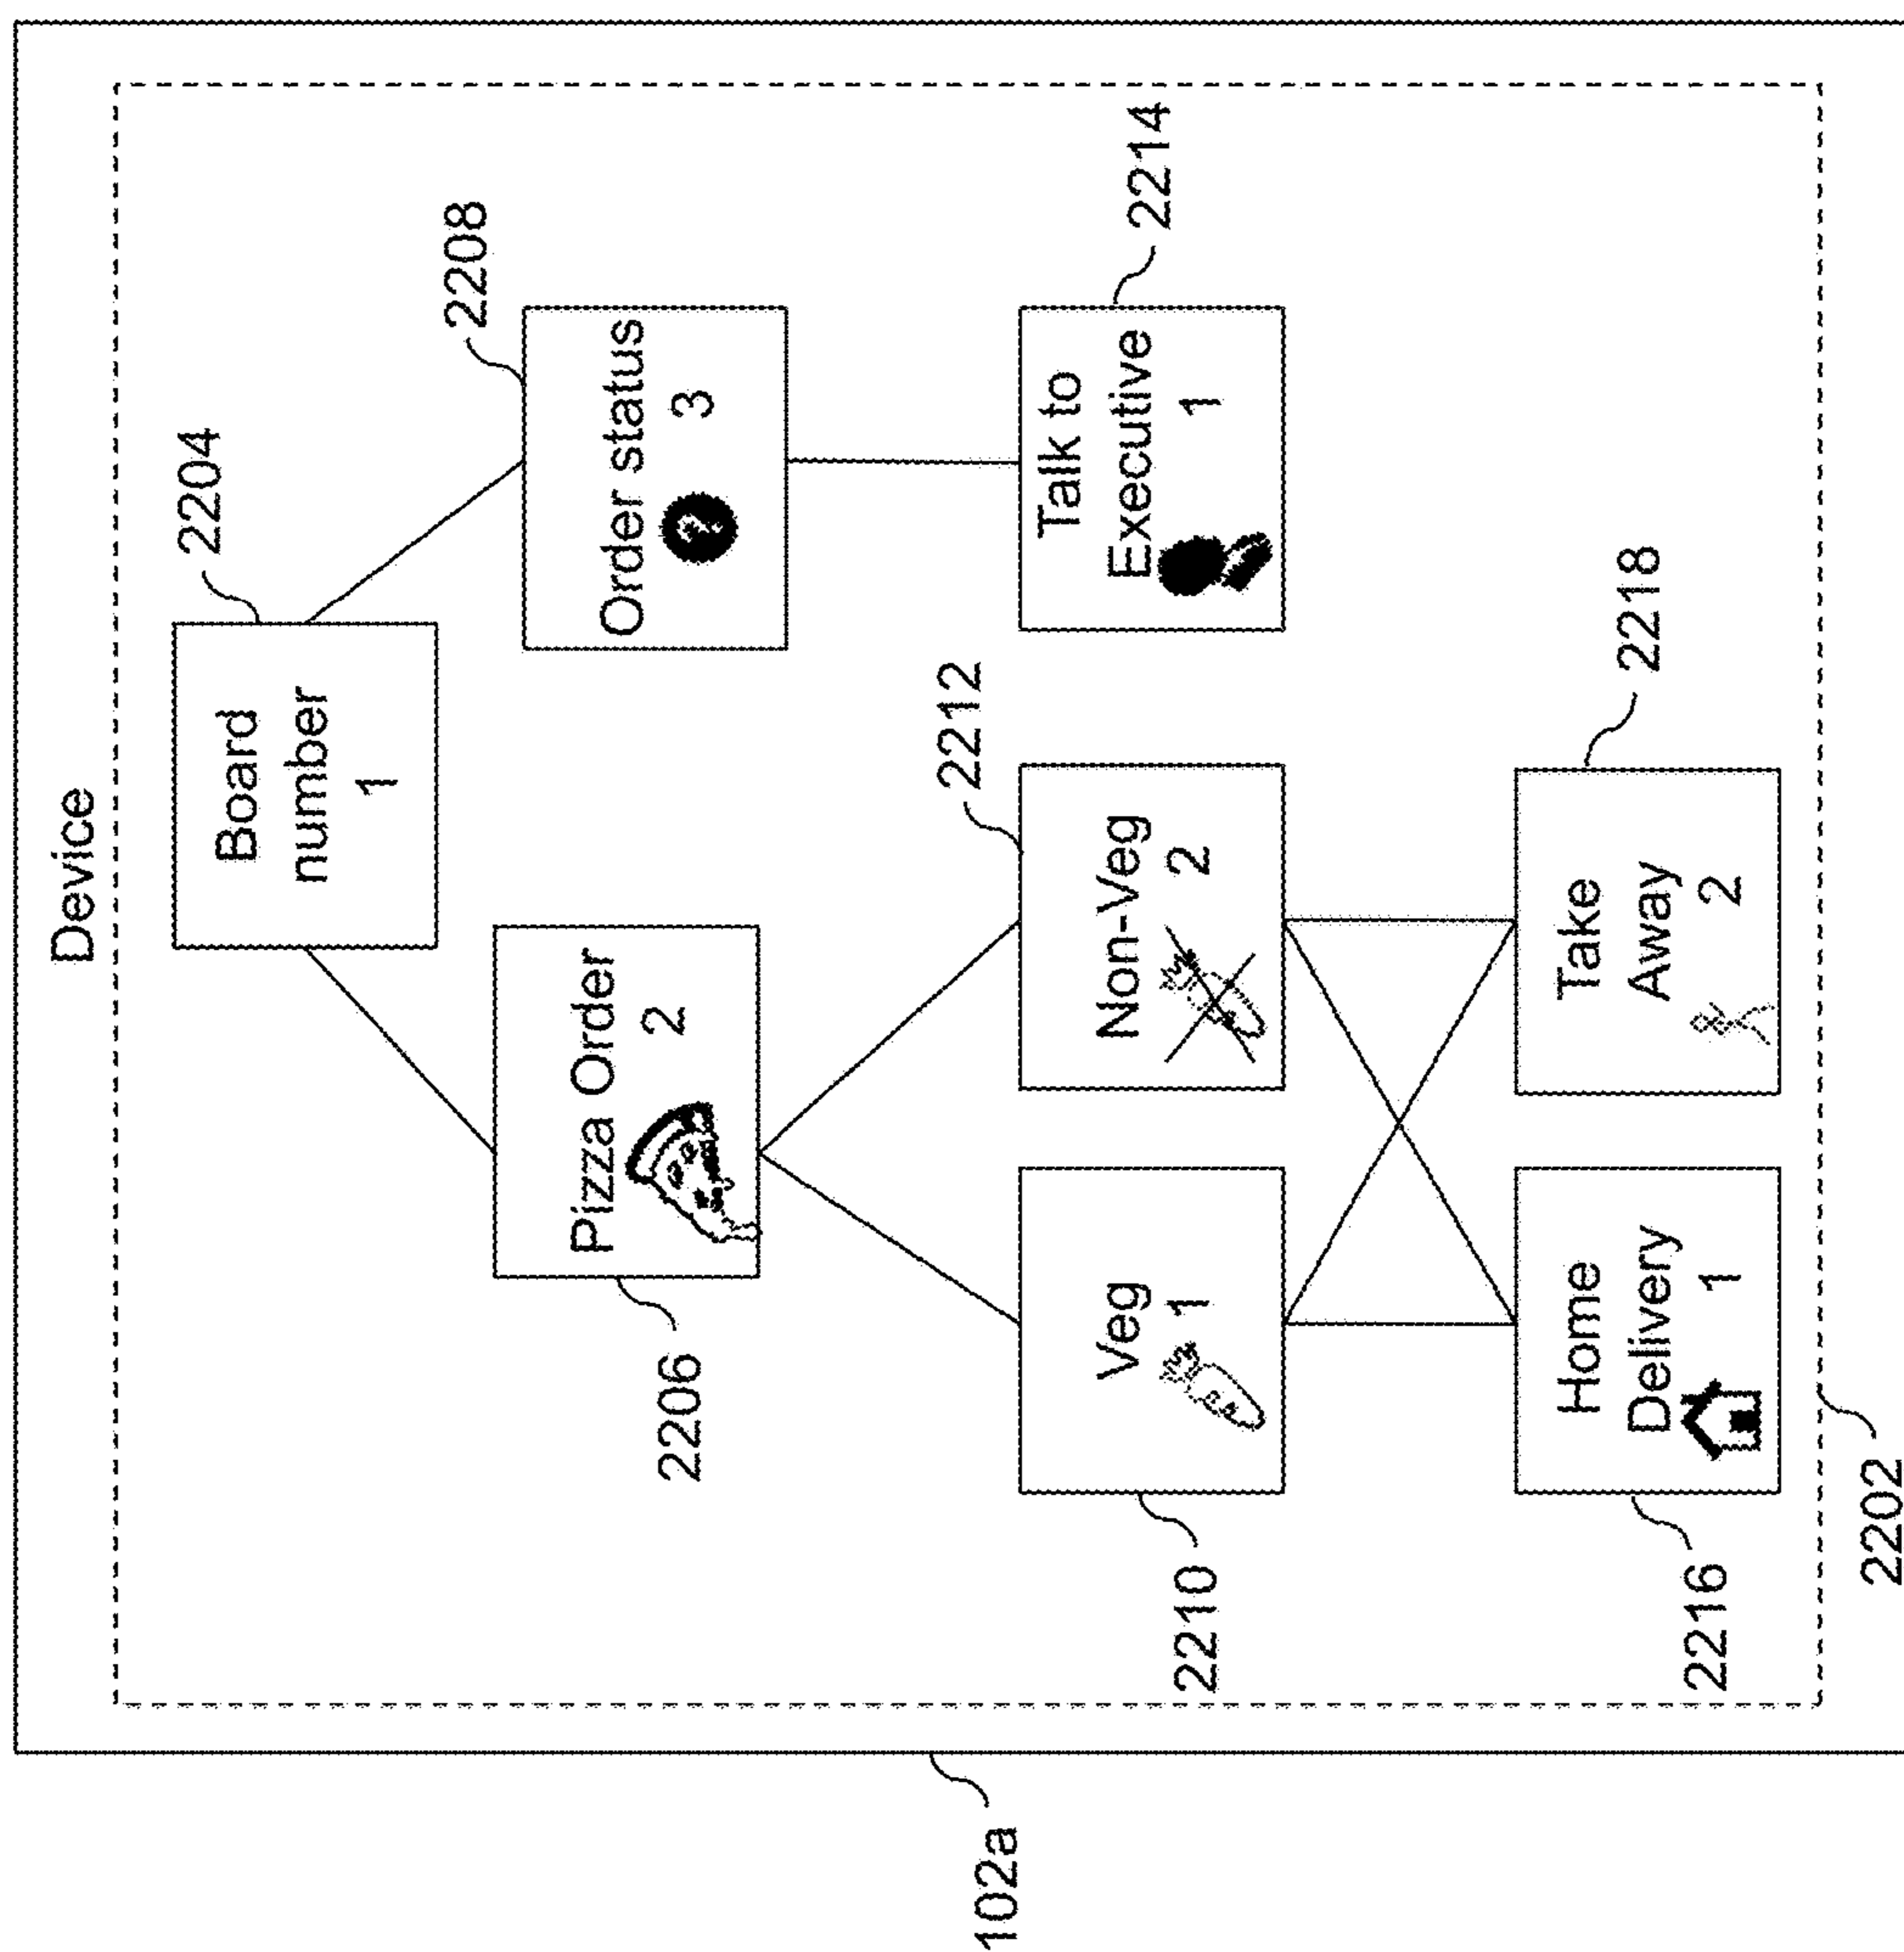 Device
2204
Board
number
1
2208
Pizza Order
2
2206
Order status
3
2212
2214
Veg
1
2210
Non-Veg
2
Talk to
Executive
1
2218
Home
Delivery
1
2216
Take
Away
2
2202
102a